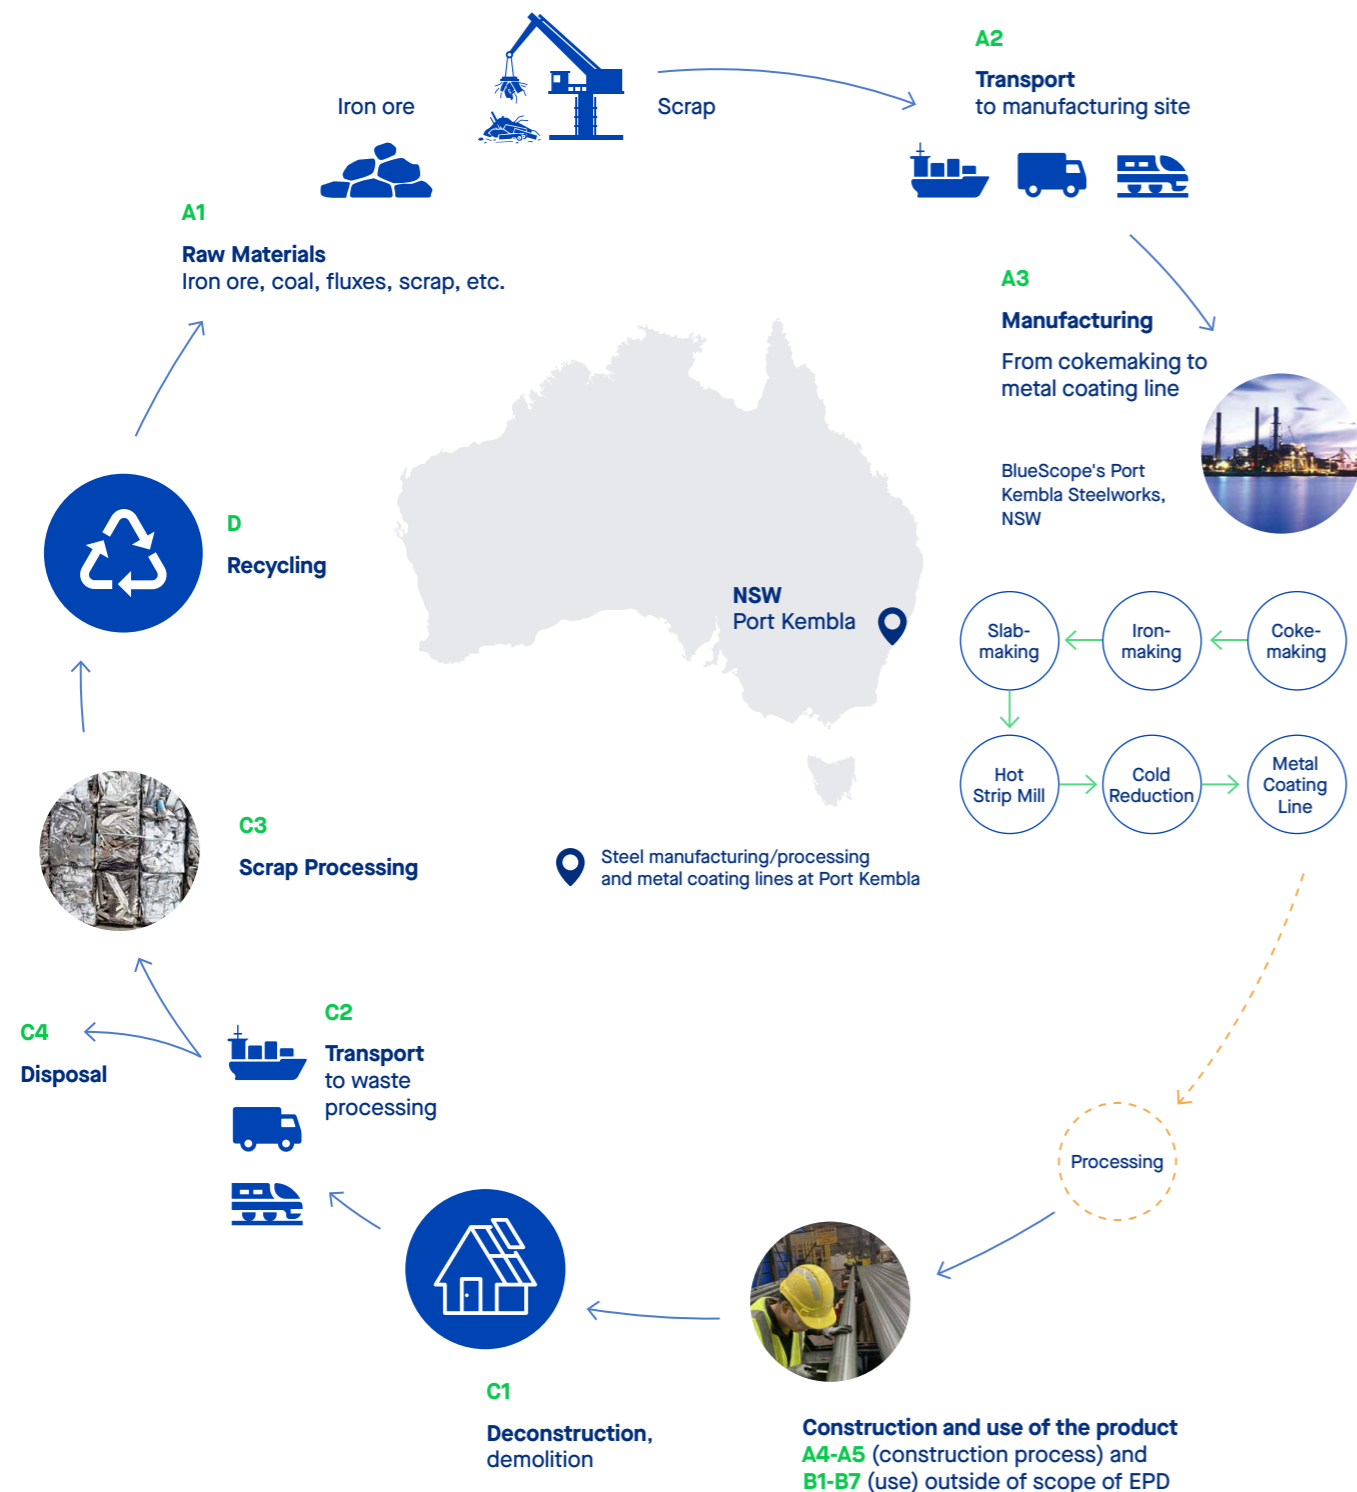 Iron ore
Scrap
A2
Transport
to manufacturing site
A1
Raw Materials
Iron ore, coal, fluxes, scrap, etc.
A3
Manufacturing
From cokemaking to
metal coating line
BlueScope's Port
Kembla Steelworks,
NSW
D
Recycling
NSW
Port Kembla
Coke-
making
Iron-
making
Slab-
making
Hot
Strip Mill
Cold
Reduction
Metal
Coating
Line
C3
Scrap Processing
Steel manufacturing/processing
and metal coating lines at Port Kembla
C4
Disposal
C2
Transport
to waste
processing
Processing
C1
Deconstruction,
demolition
Construction and use of the product
A4-A5 (construction process) and
B1-B7 (use) outside of scope of EPD